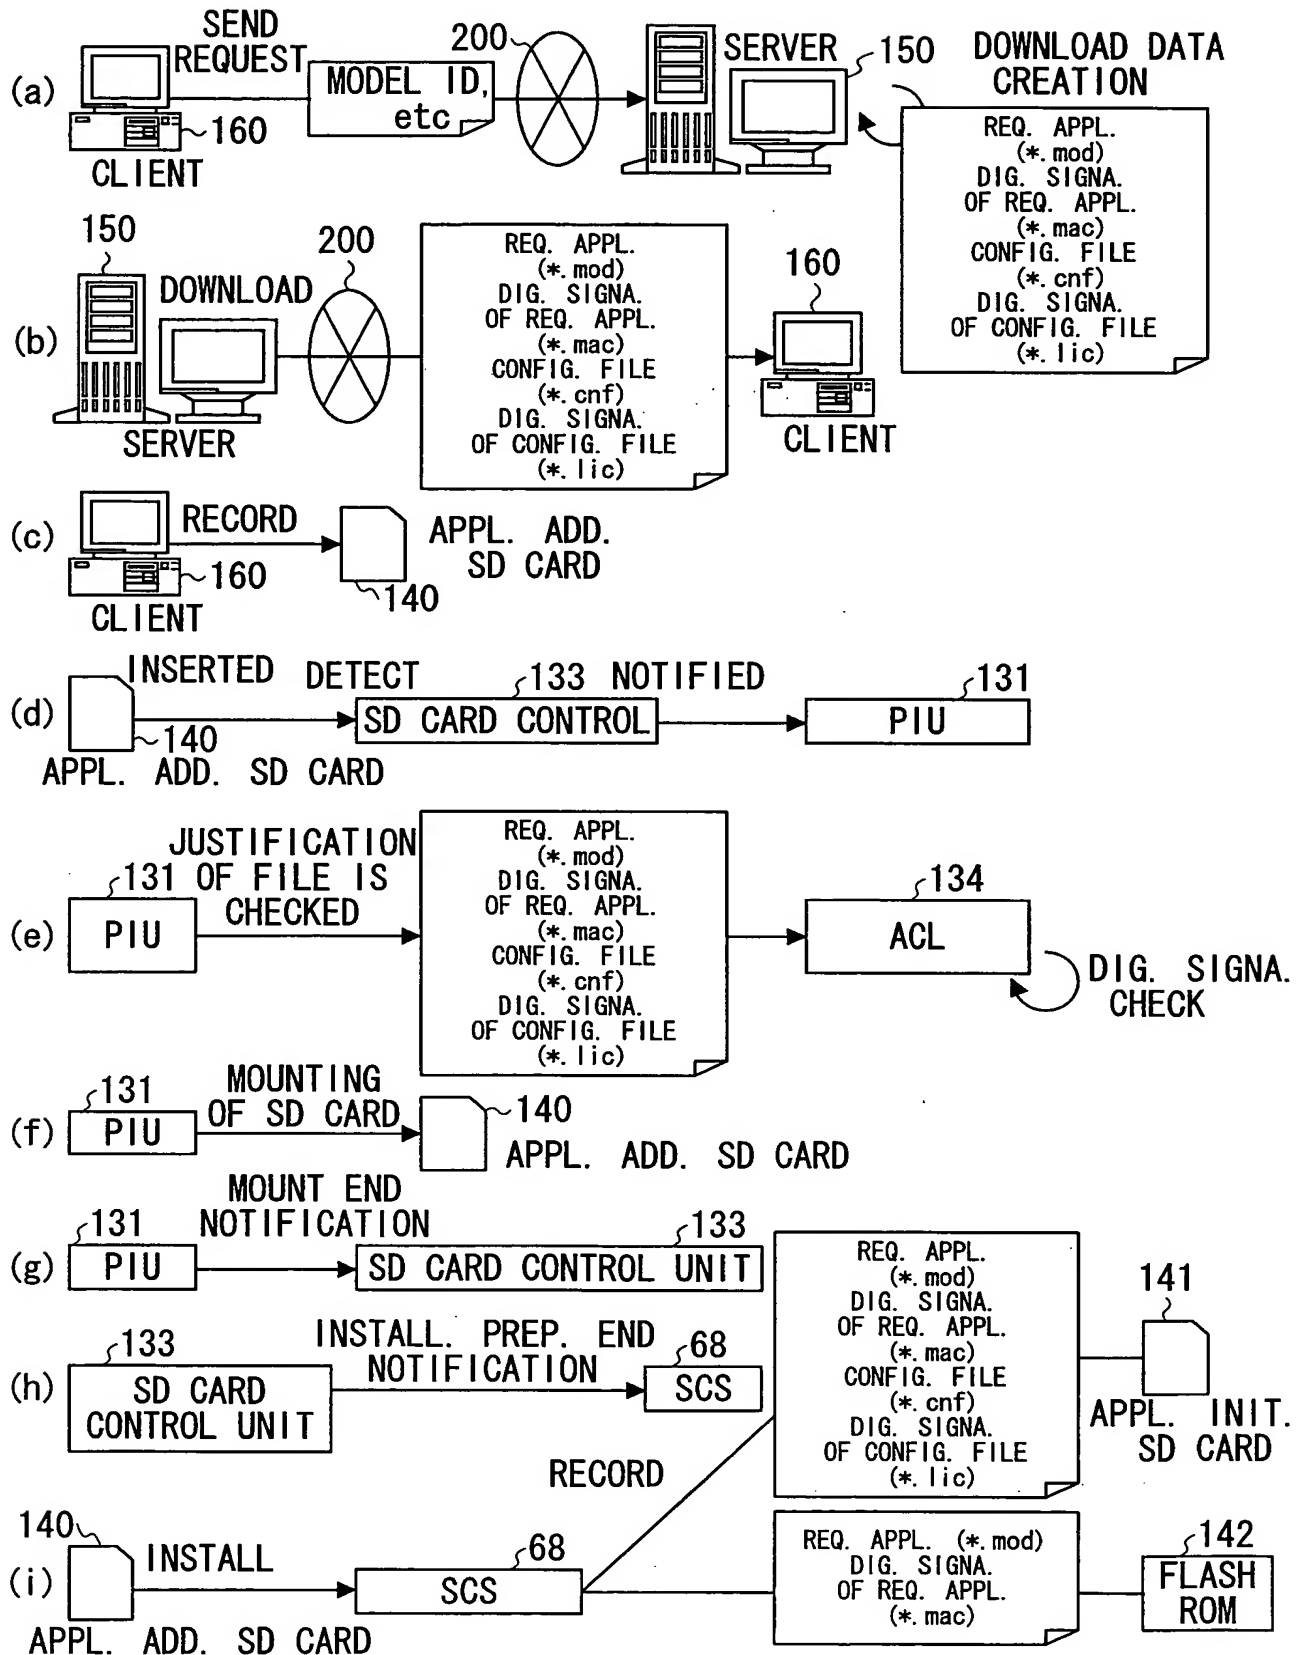 (a)
SEND
REQUEST
160
CLIENT
MODEL ID,
etc
200
SERVER
150
DOWNLOAD DATA
CREATION
REQ. APPL.
(*.mod)
DIG. SIGNA.
OF REQ. APPL.
(*.mac)
CONFIG. FILE
(*.cnf)
DIG. SIGNA.
OF CONFIG. FILE
(*.lic)
(b)
150
DOWNLOAD
SERVER
200
REQ. APPL.
(*.mod)
DIG. SIGNA.
OF REQ. APPL.
(*.mac)
CONFIG. FILE
(*.cnf)
DIG. SIGNA.
OF CONFIG. FILE
(*.lic)
160
CLIENT
(c)
RECORD
160
CLIENT
140
APPL. ADD.
SD CARD
(d)
INSERTED
140
APPL. ADD. SD CARD
DETECT
133
SD CARD CONTROL
NOTIFIED
131
PIU
(e)
131
PIU
JUSTIFICATION
OF FILE IS
CHECKED
REQ. APPL.
(*.mod)
DIG. SIGNA.
OF REQ. APPL.
(*.mac)
CONFIG. FILE
(*.cnf)
DIG. SIGNA.
OF CONFIG. FILE
(*.lic)
134
ACL
DIG. SIGNA.
CHECK
(f)
131
PIU
MOUNTING
OF SD CARD
140
APPL. ADD. SD CARD
(g)
131
PIU
MOUNT END
NOTIFICATION
133
SD CARD CONTROL UNIT
(h)
133
SD CARD
CONTROL UNIT
INSTALL. PREP. END
NOTIFICATION
68
SCS
REQ. APPL.
(*.mod)
DIG. SIGNA.
OF REQ. APPL.
(*.mac)
CONFIG. FILE
(*.cnf)
DIG. SIGNA.
OF CONFIG. FILE
(*.lic)
141
APPL. INIT.
SD CARD
RECORD
(i)
140
INSTALL
APPL. ADD. SD CARD
68
SCS
REQ. APPL. (*.mod)
DIG. SIGNA.
OF REQ. APPL.
(*.mac)
142
FLASH
ROM